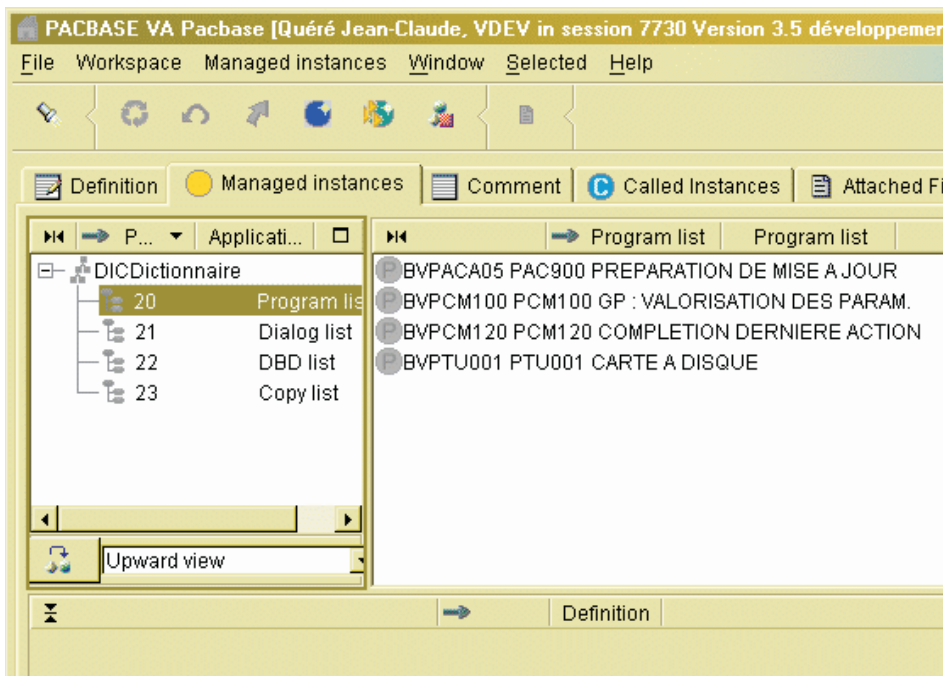 PACBASE VA Pacbase [Quéré Jean-Claude, VDEV in session 7730 Version 3.5 développemen
File Workspace Managed instances Window Selected Help
Definition Managed instances Comment Called Instances Attached Fi
P... Applicati... Program list Program list
DICDictionnaire
20 Program lis
21 Dialog list
22 DBD list
23 Copy list
BVPACA05 PAC900 PREPARATION DE MISE A JOUR
BVPCM100 PCM100 GP : VALORISATION DES PARAM.
BVPCM120 PCM120 COMPLETION DERNIERE ACTION
BVPTU001 PTU001 CARTE A DISQUE
Upward view
Definition